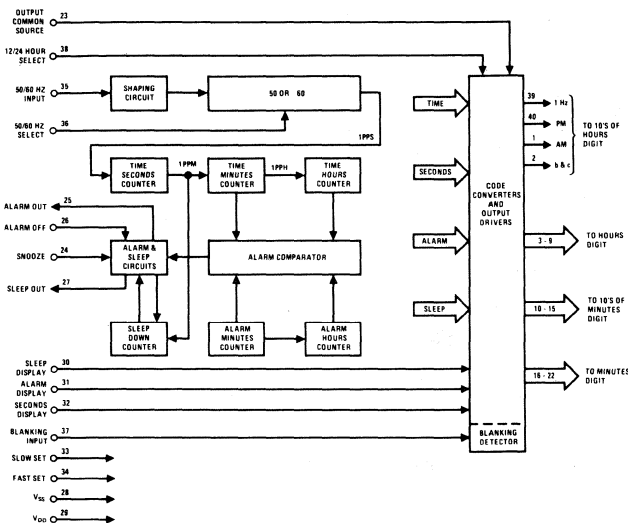 OUTPUT
COMMON
SOURCE
23
12/24 HOUR
SELECT
38
50/60 HZ
INPUT
35
SHAPING
CIRCUIT
50 OR 60
50/60 HZ
SELECT
36
1PPS
TIME
SECONDS
COUNTER
1PPM
TIME
MINUTES
COUNTER
1PPH
TIME
HOURS
COUNTER
ALARM OUT
25
ALARM OFF
26
SNOOZE
24
SLEEP OUT
27
ALARM &
SLEEP
CIRCUITS
ALARM COMPARATOR
SLEEP
DOWN
COUNTER
ALARM
MINUTES
COUNTER
ALARM
HOURS
COUNTER
SLEEP
DISPLAY
30
ALARM
DISPLAY
31
SECONDS
DISPLAY
32
BLANKING
INPUT
37
SLOW SET
33
FAST SET
34
VSS
28
VDD
29
TIME
SECONDS
ALARM
SLEEP
CODE
CONVERTERS
AND
OUTPUT
DRIVERS
BLANKING
DETECTOR
39
1 Hz
40
PM
1
AM
2
b & c
TO 10'S OF
HOURS
DIGIT
3 - 9
TO HOURS
DIGIT
10 - 15
TO 10'S OF
MINUTES
DIGIT
16 - 22
TO MINUTES
DIGIT